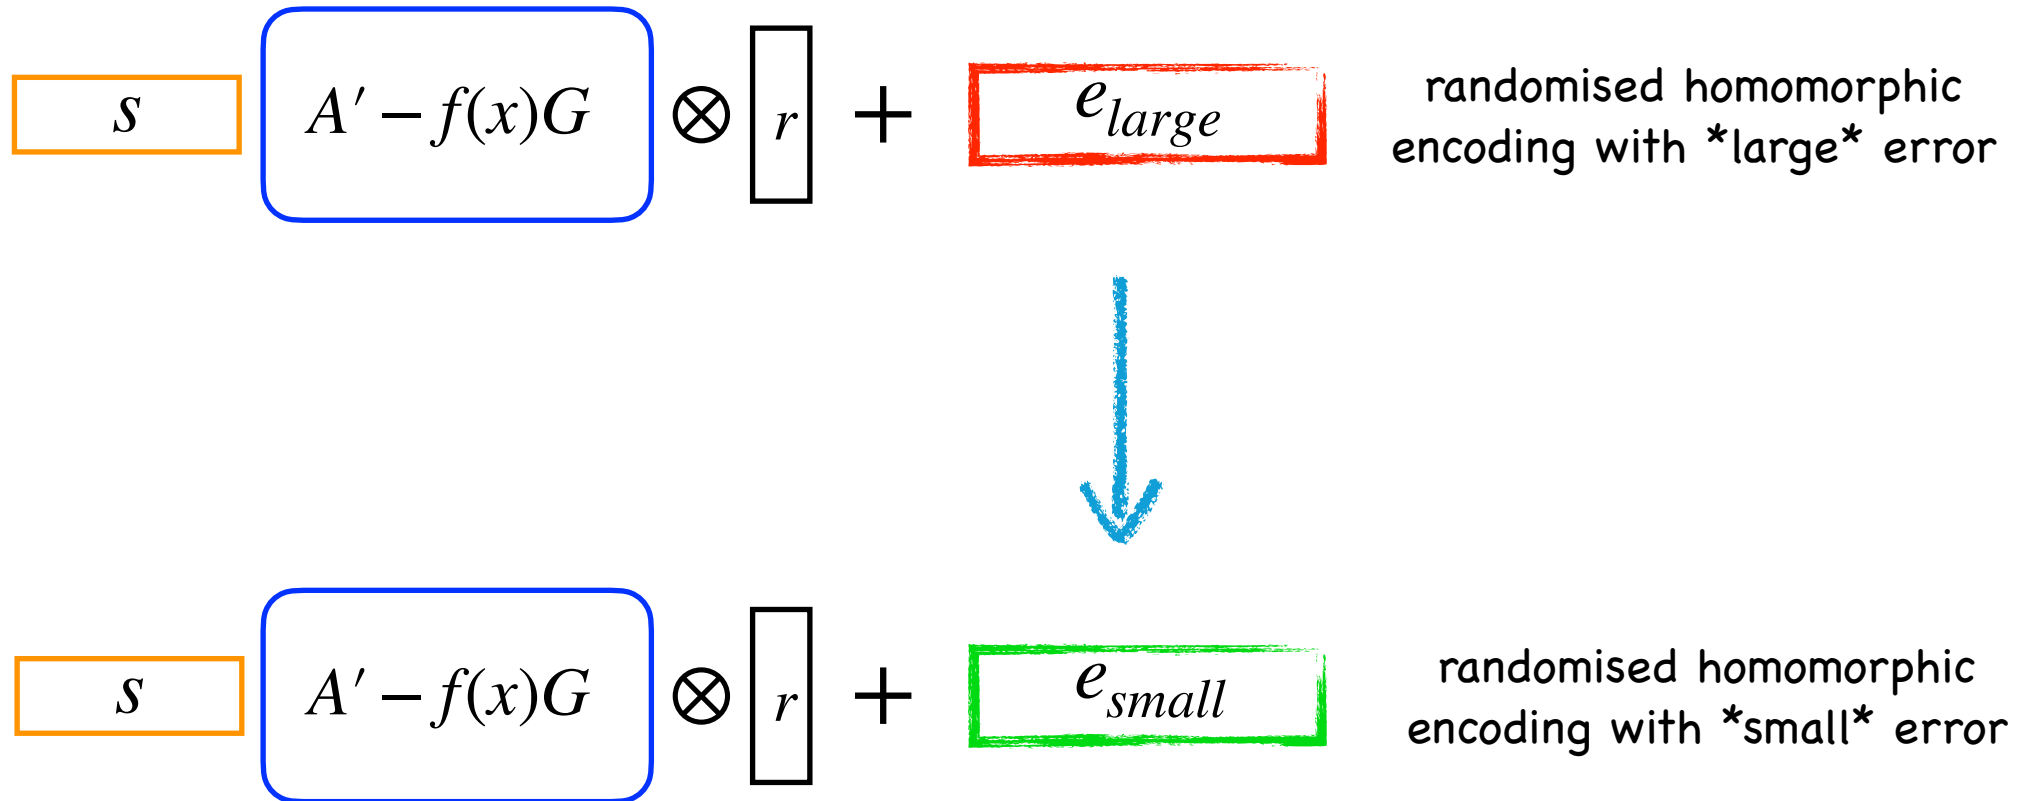 s A′ − f(x)G ⊗ r + e_large
randomised homomorphic
encoding with *large* error
s A′ − f(x)G ⊗ r + e_small
randomised homomorphic
encoding with *small* error